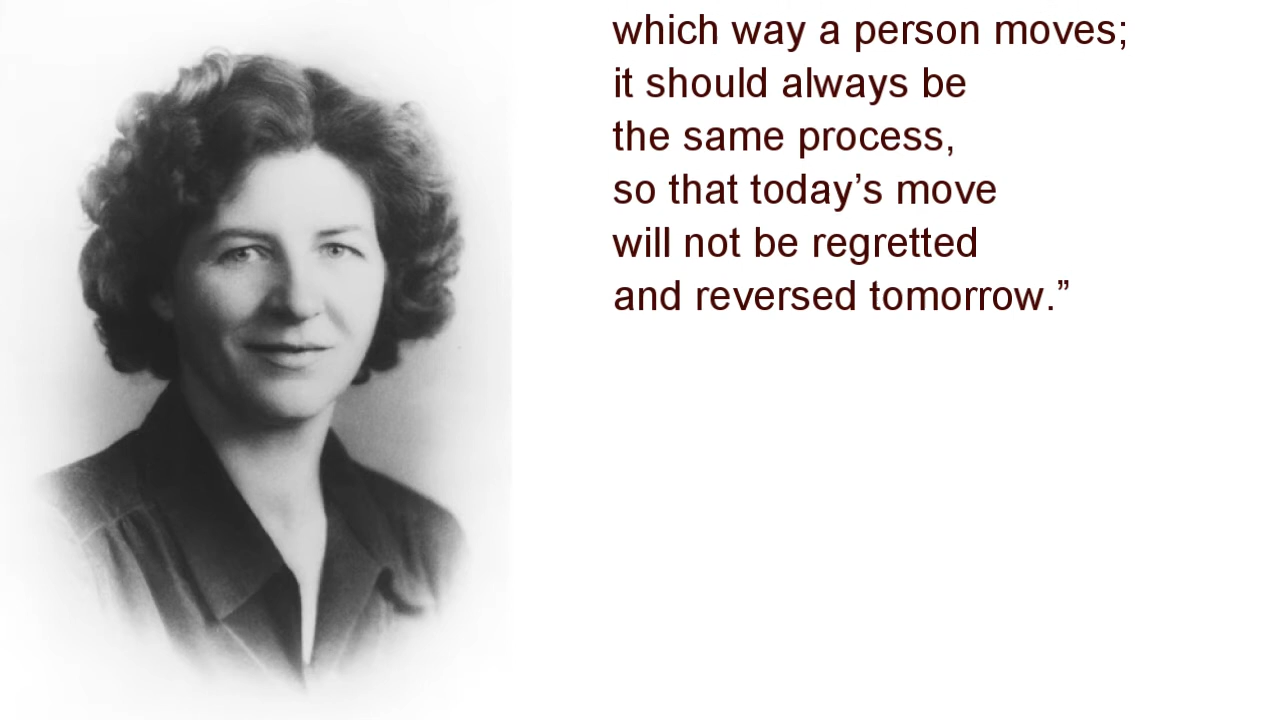 which way a person moves;
it should always be
the same process,
so that today’s move
will not be regretted
and reversed tomorrow.”